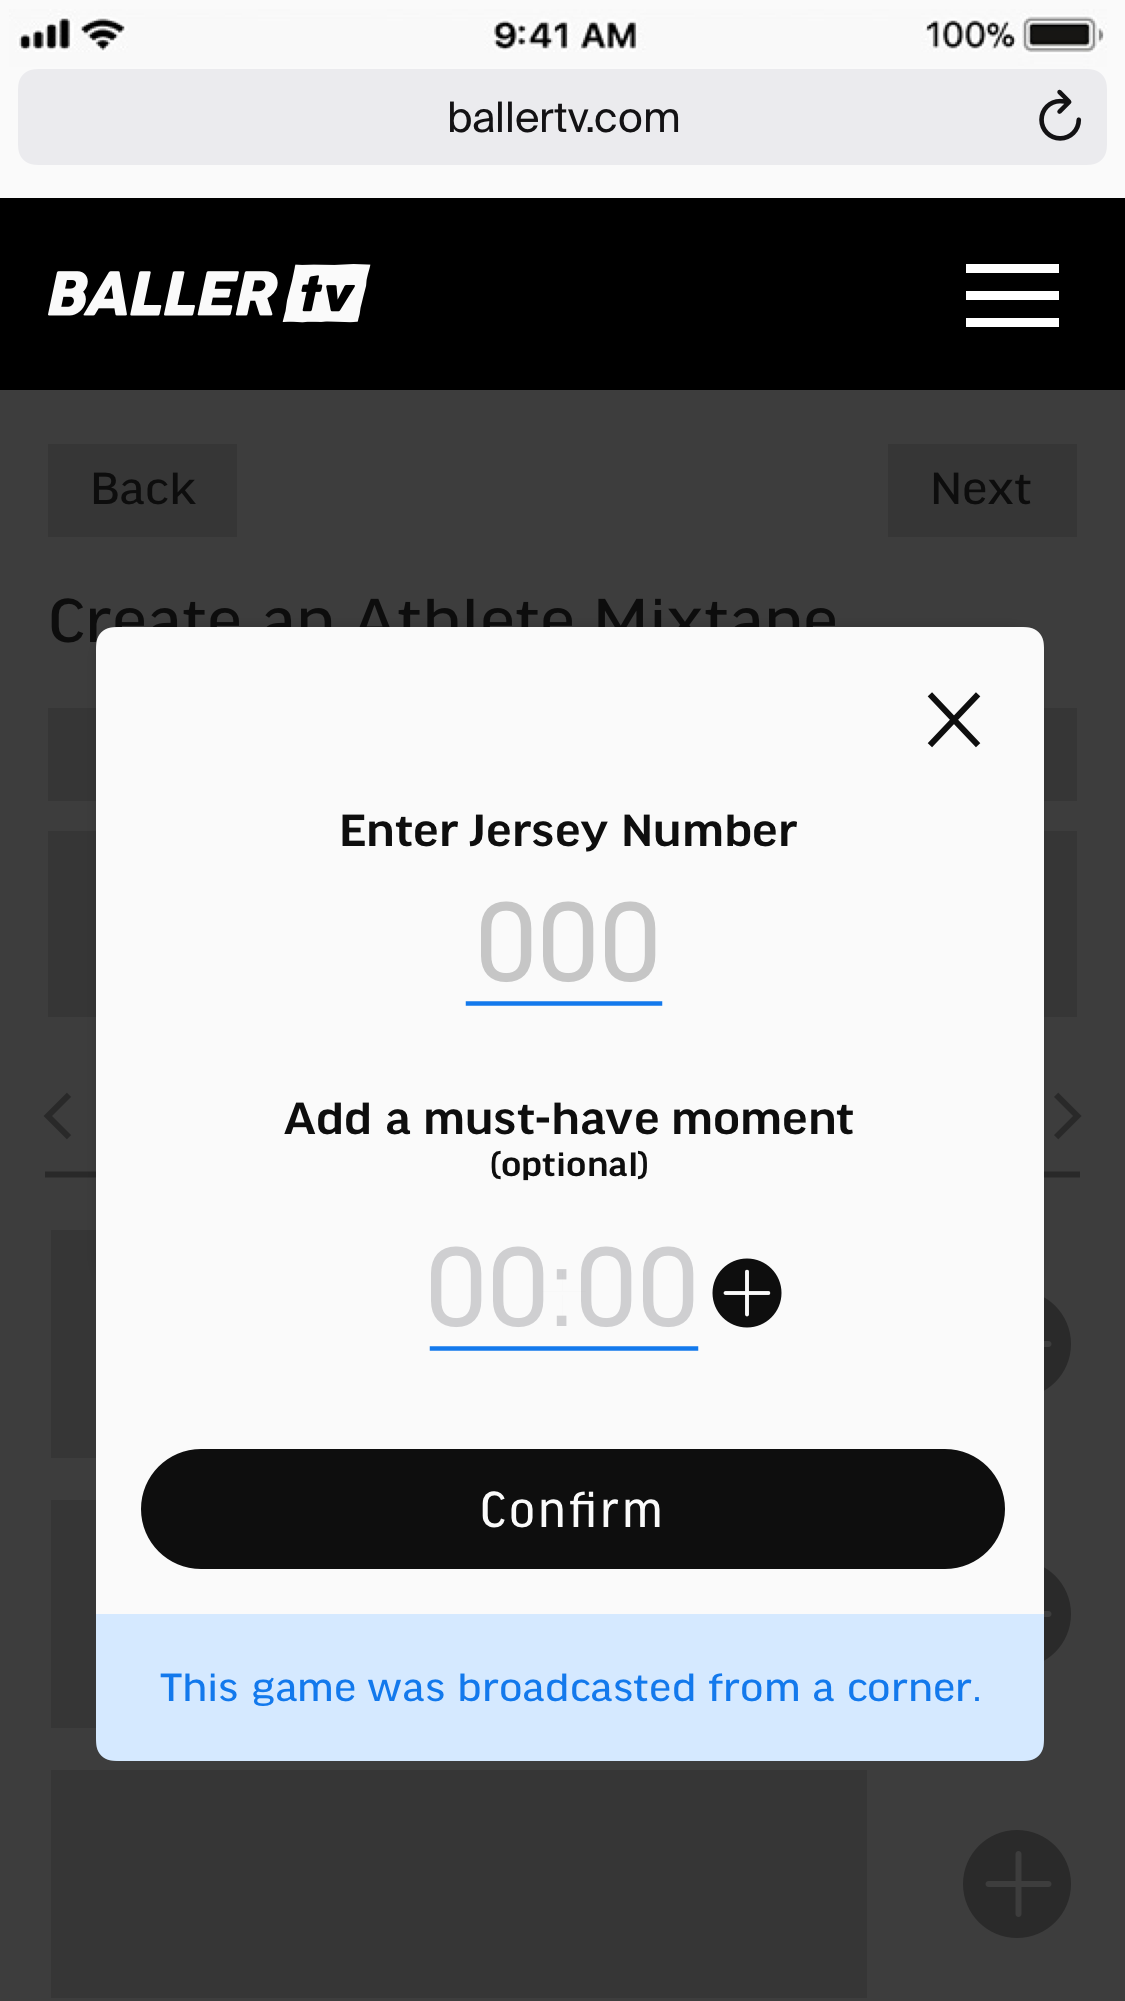 9:41 AM
100%
ballertv.com
BALLER tv
Back
Next
Create an Athlete Mixtape
Enter Jersey Number
000
Add a must-have moment
(optional)
00:00
Confirm
This game was broadcasted from a corner.